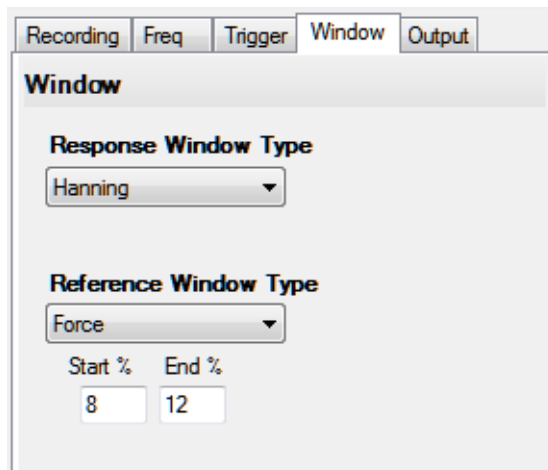 Recording Freq Trigger Window Output
Window
Response Window Type
Hanning
Reference Window Type
Force
Start % End %
8 12